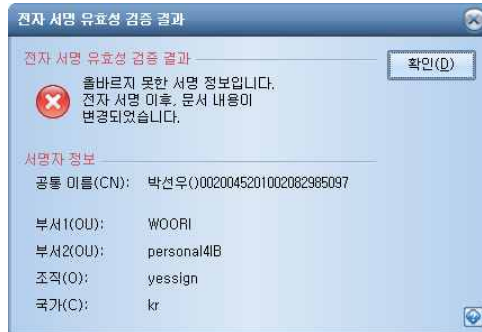 전자 서명 유효성 검증 결과
전자 서명 유효성 검증 결과
확인(D)
올바르지 못한 서명 정보입니다.
전자 서명 이후, 문서 내용이
변경되었습니다.
서명자 정보
공통 이름(CN): 박선우()0020045201002082985097
부서1(OU): WOORI
부서2(OU): personal4IB
조직(O): yessign
국가(C): kr